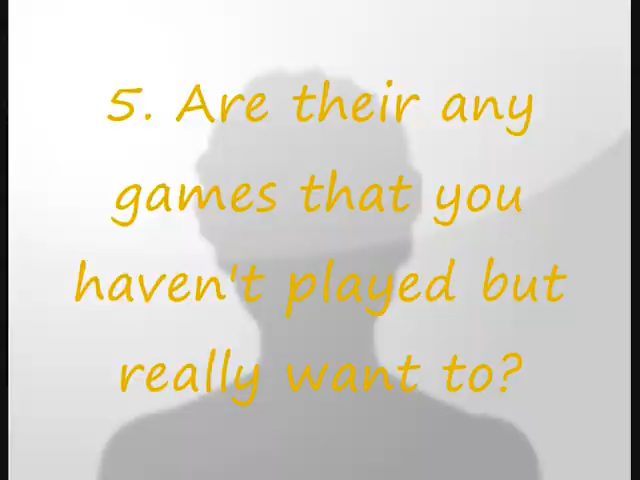 5. Are their any
games that you
haven't played but
really want to?